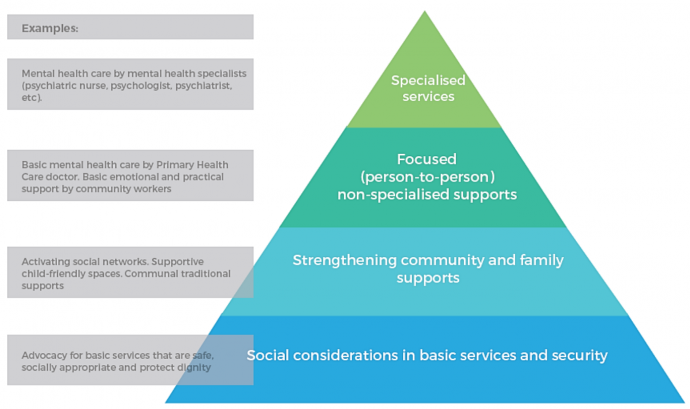 Examples:
Mental health care by mental health specialists
(psychiatric nurse, psychologist, psychiatrist,
etc).
Specialised
services
Basic mental health care by Primary Health
Care doctor. Basic emotional and practical
support by community workers
Focused
(person-to-person)
non-specialised supports
Activating social networks. Supportive
child-friendly spaces. Communal traditional
supports
Strengthening community and family
supports
Advocacy for basic services that are safe,
socially appropriate and protect dignity
Social considerations in basic services and security